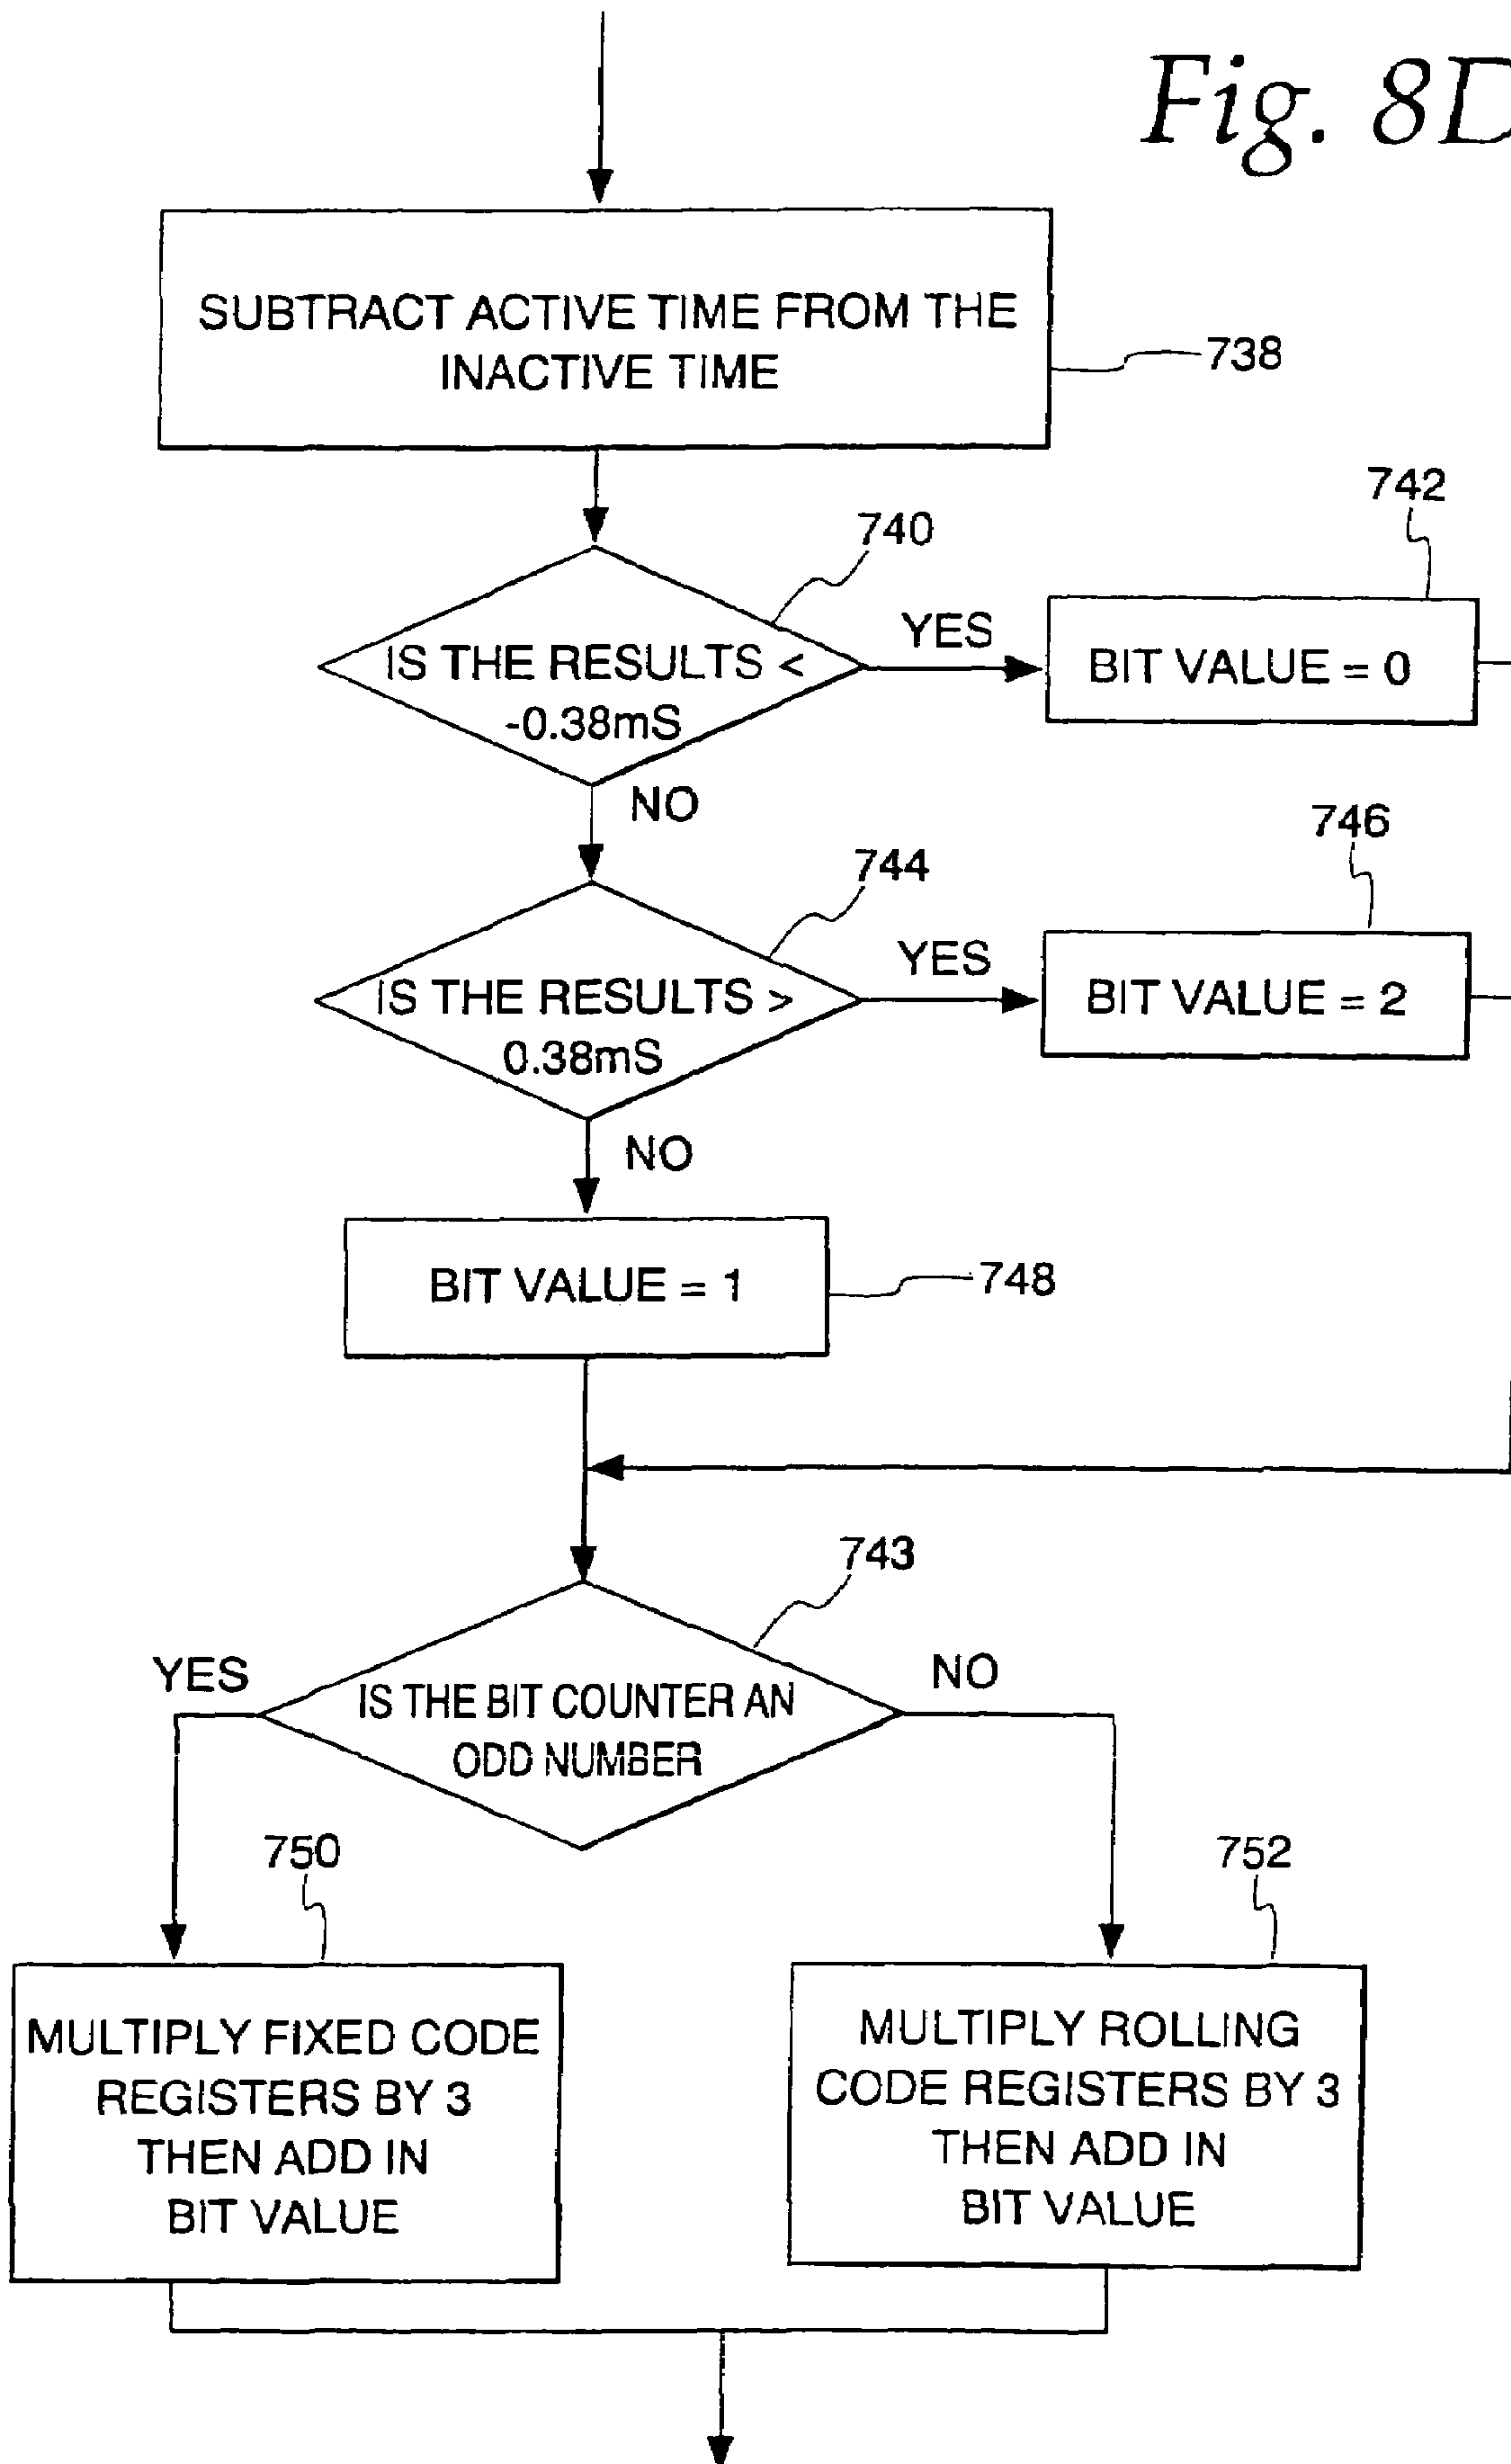 Fig. 8D
SUBTRACT ACTIVE TIME FROM THE
INACTIVE TIME
738
740
742
IS THE RESULTS <
-0.38mS
YES
BIT VALUE = 0
NO
744
746
IS THE RESULTS >
0.38mS
YES
BIT VALUE = 2
NO
BIT VALUE = 1
748
743
YES
IS THE BIT COUNTER AN
ODD NUMBER
NO
750
752
MULTIPLY FIXED CODE
REGISTERS BY 3
THEN ADD IN
BIT VALUE
MULTIPLY ROLLING
CODE REGISTERS BY 3
THEN ADD IN
BIT VALUE